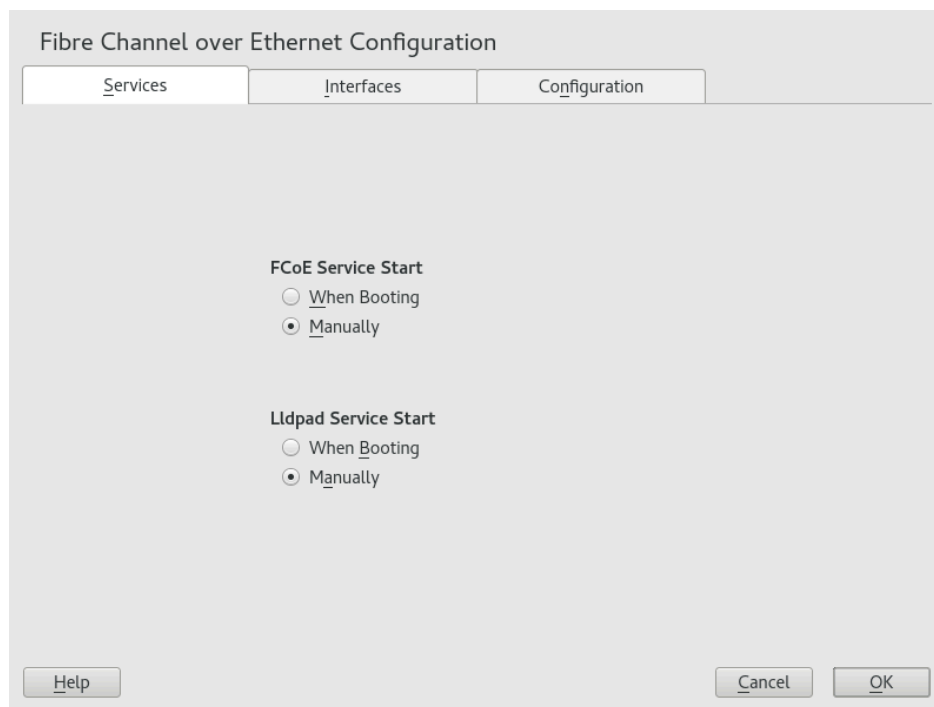 Fibre Channel over Ethernet Configuration
Services Interfaces Configuration
FCoE Service Start
When Booting
Manually
Lldpad Service Start
When Booting
Manually
Help Cancel OK